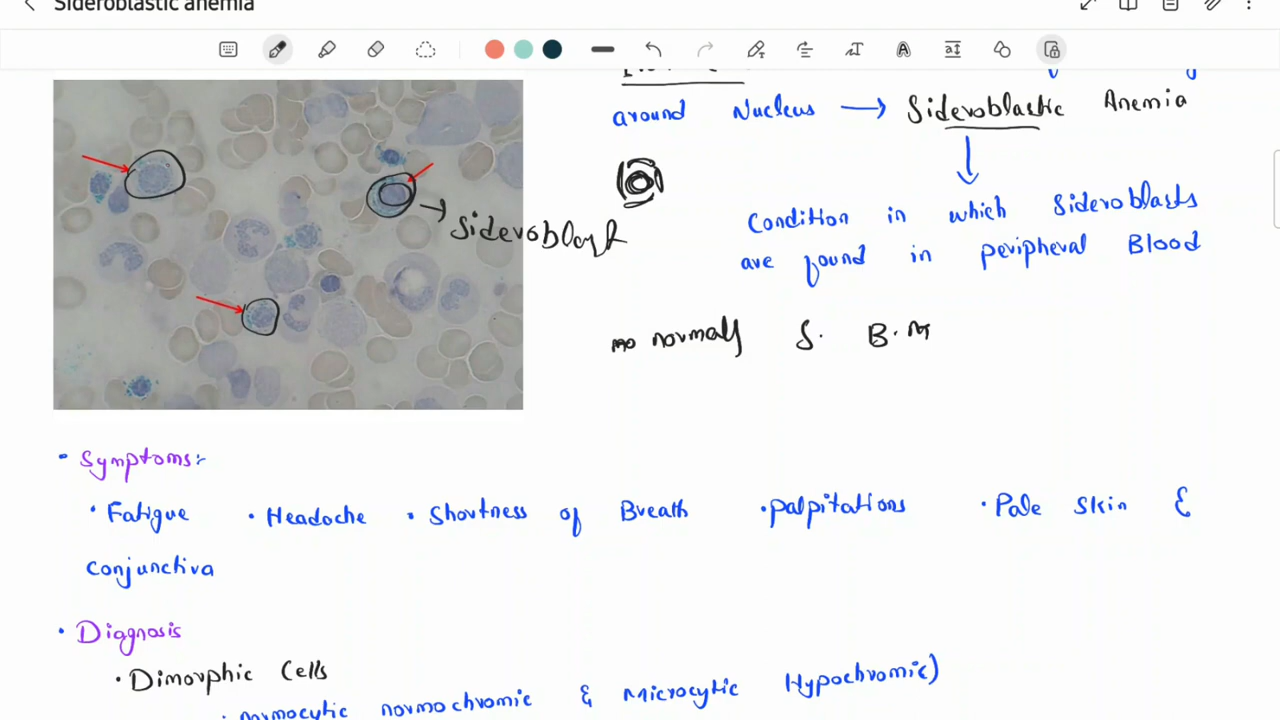 Sideroblastic anemia
around Nucleus → Sideroblastic Anemia
→ Sideroblast
Condition in which Sideroblasts
are found in peripheral Blood
normally S. B.M
• Symptoms:
• Fatigue • Headache • Shortness of Breath • palpitations • Pale Skin &
conjunctiva
• Diagnosis
• Dimorphic Cells
normochromic & Microcytic Hypochromic)